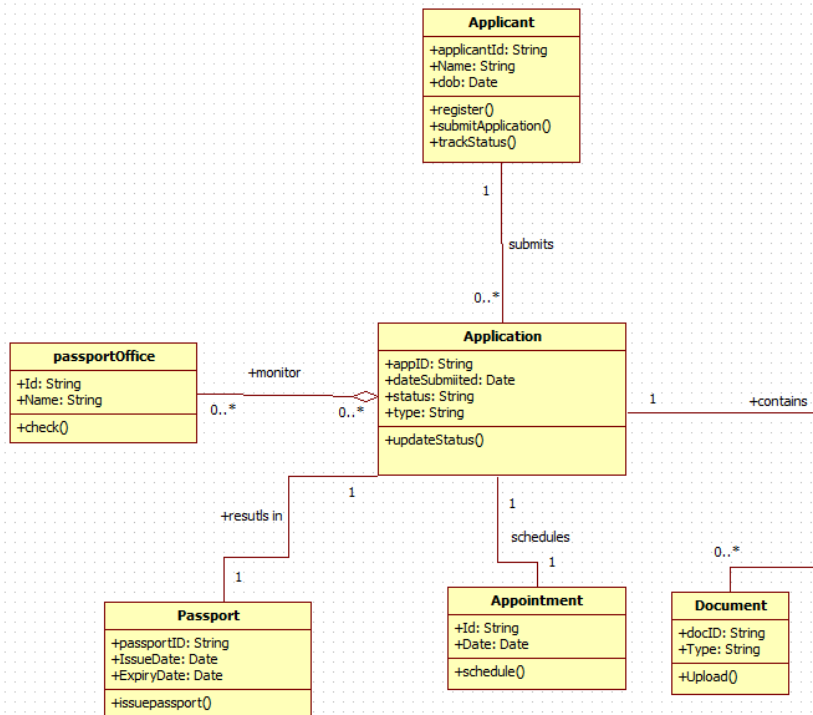 Applicant
+applicantId: String
+Name: String
+dob: Date
+register()
+submitApplication()
+trackStatus()
1
submits
0..*
Application
+appID: String
+dateSubmiited: Date
+status: String
+type: String
+updateStatus()
passportOffice
+Id: String
+Name: String
+check()
+monitor
0..*
0..*
1
+contains
0..*
1
+resutls in
1
1
schedules
1
Passport
+passportID: String
+IssueDate: Date
+ExpiryDate: Date
+issuepassport()
Appointment
+Id: String
+Date: Date
+schedule()
Document
+docID: String
+Type: String
+Upload()